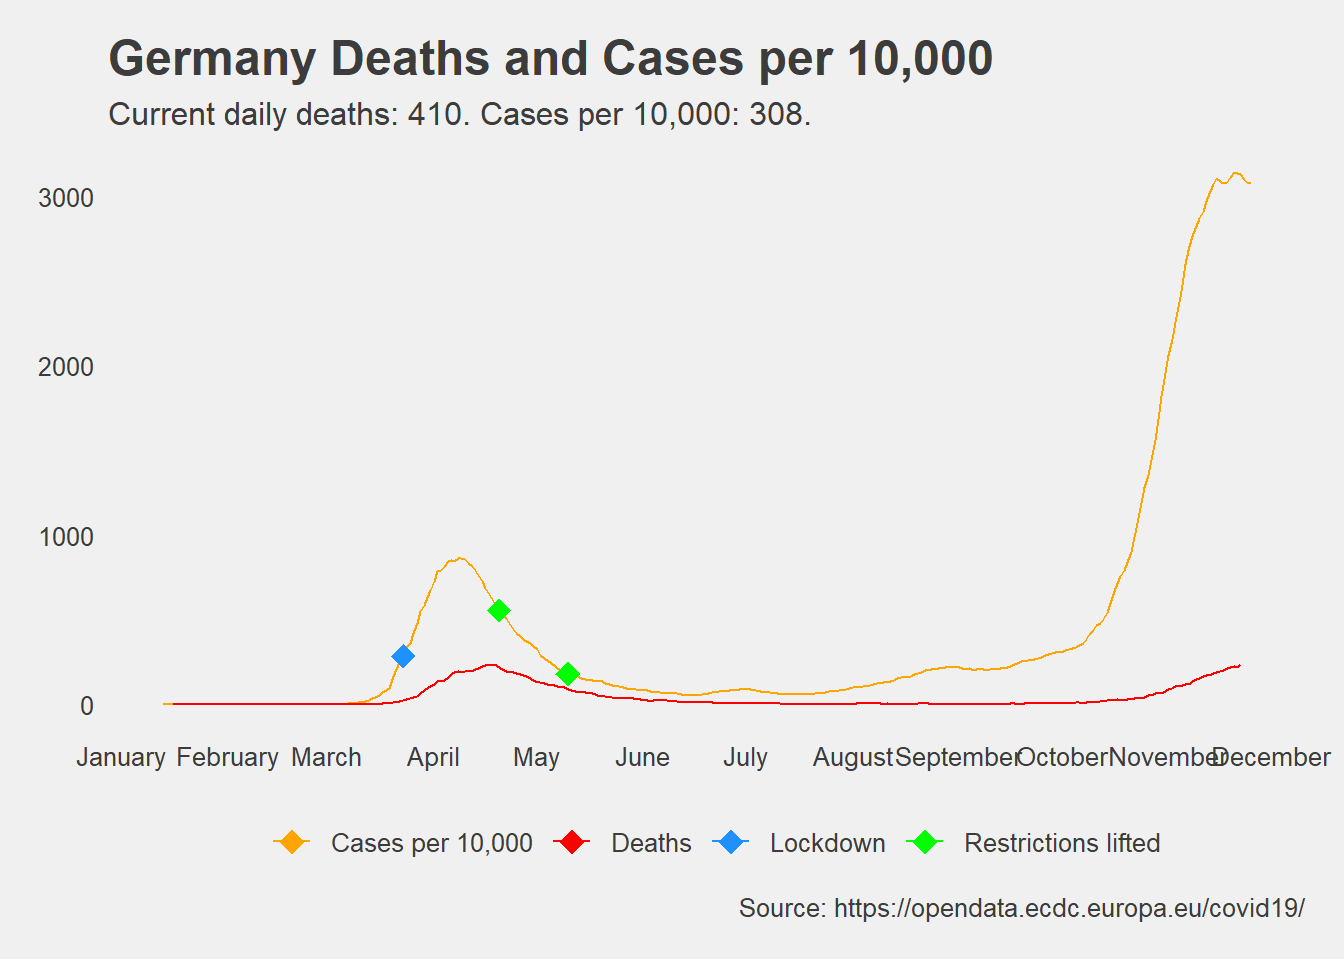 Germany Deaths and Cases per 10,000
Current daily deaths: 410. Cases per 10,000: 308.
3000
2000
1000
0
January February March April May June July August September October November December
Cases per 10,000 Deaths Lockdown Restrictions lifted
Source: https://opendata.ecdc.europa.eu/covid19/